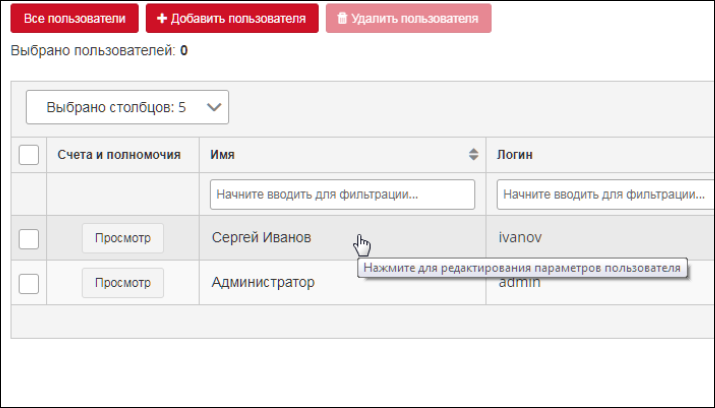 Все пользователи + Добавить пользователя Удалить пользователя
Выбрано пользователей: 0
Выбрано столбцов: 5
Счета и полномочия Имя Логин
Начните вводить для фильтрации... Начните вводить для фильтрации...
Просмотр Сергей Иванов ivanov
Нажмите для редактирования параметров пользователя
Просмотр Администратор admin